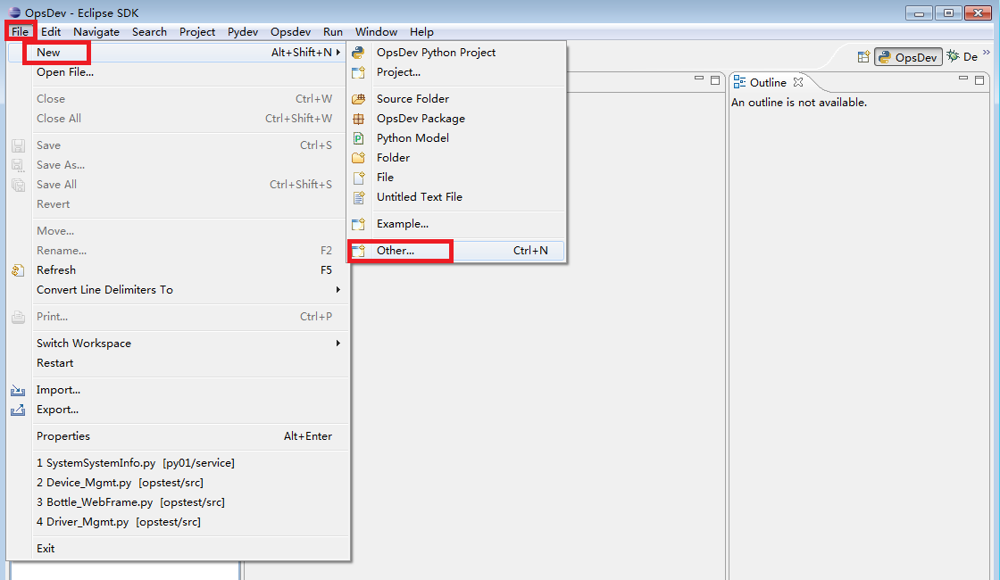 OpsDev - Eclipse SDK
File Edit Navigate Search Project Pydev Opsdev Run Window Help
New Alt+Shift+N
Open File...
Close Ctrl+W
Close All Ctrl+Shift+W
Save Ctrl+S
Save As...
Save All Ctrl+Shift+S
Revert
Move...
Rename... F2
Refresh F5
Convert Line Delimiters To
Print... Ctrl+P
Switch Workspace
Restart
Import...
Export...
Properties Alt+Enter
1 SystemSystemInfo.py [py01/service]
2 Device_Mgmt.py [opstest/src]
3 Bottle_WebFrame.py [opstest/src]
4 Driver_Mgmt.py [opstest/src]
Exit
OpsDev Python Project
Project...
Source Folder
OpsDev Package
Python Model
Folder
File
Untitled Text File
Example...
Other... Ctrl+N
OpsDev De
Outline
An outline is not available.